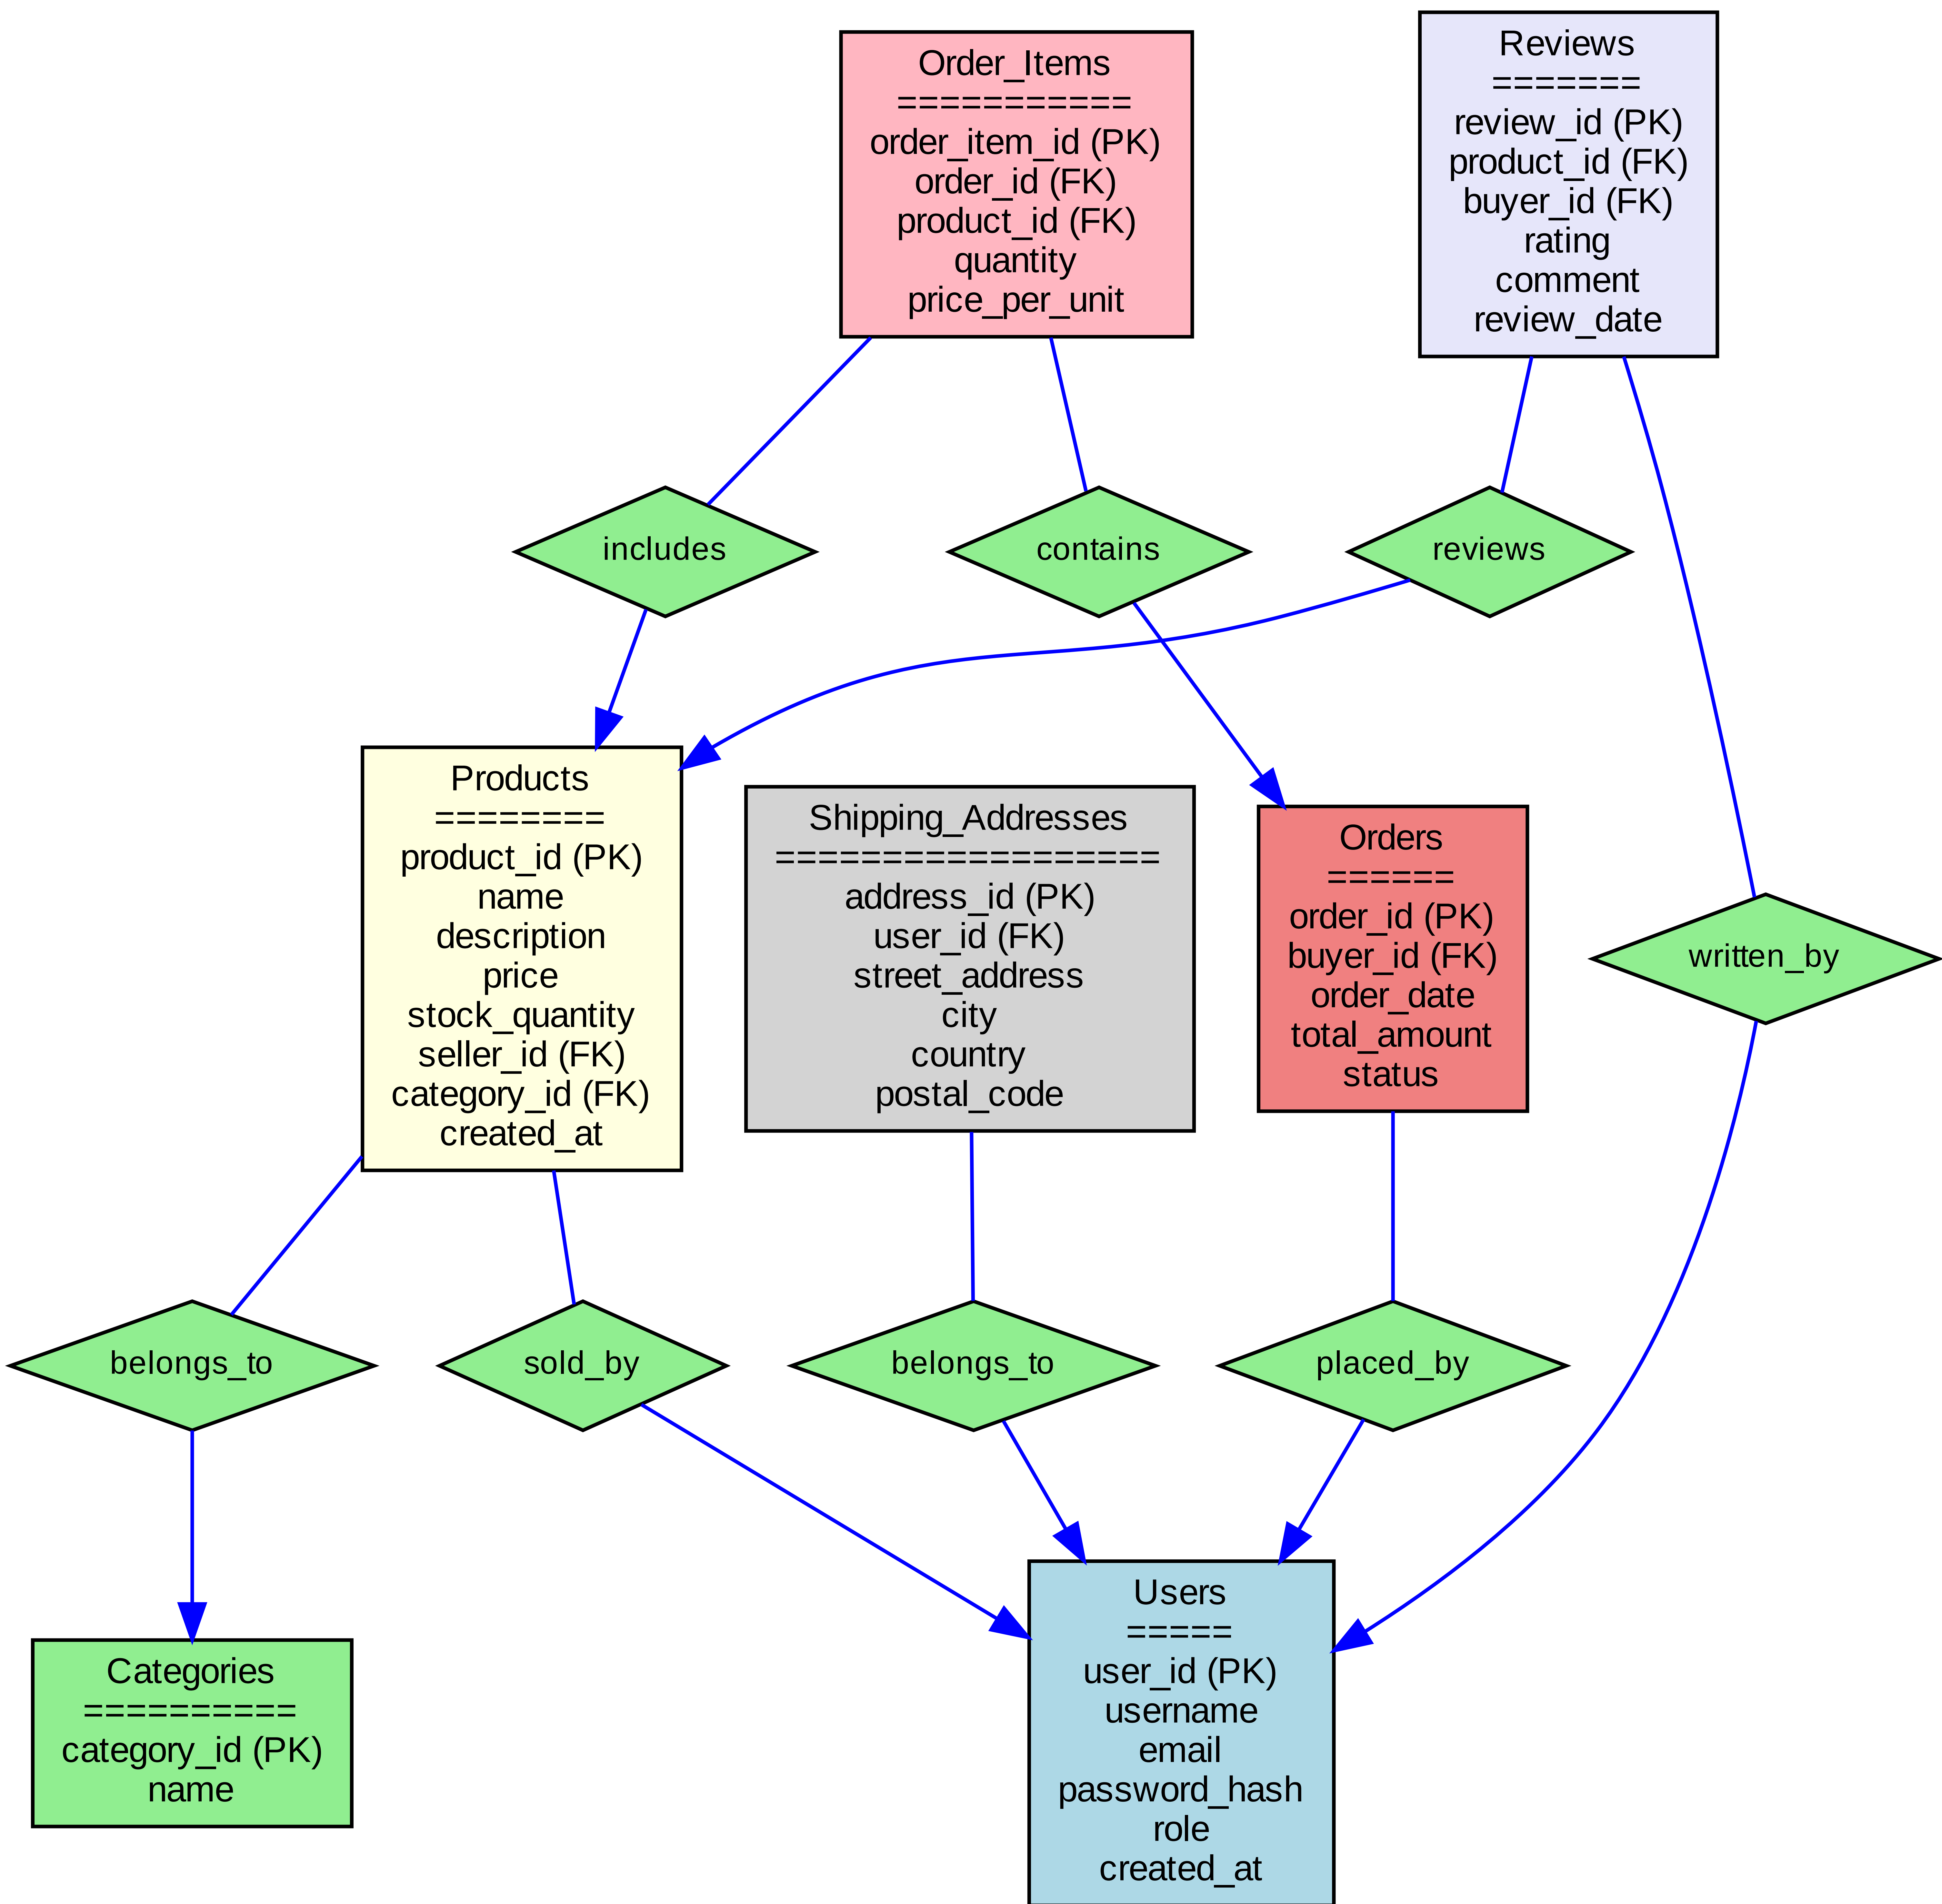 Order_Items
===========
order_item_id (PK)
order_id (FK)
product_id (FK)
quantity
price_per_unit
Reviews
=======
review_id (PK)
product_id (FK)
buyer_id (FK)
rating
comment
review_date
includes
contains
reviews
Products
========
product_id (PK)
name
description
price
stock_quantity
seller_id (FK)
category_id (FK)
created_at
Shipping_Addresses
==================
address_id (PK)
user_id (FK)
street_address
city
country
postal_code
Orders
======
order_id (PK)
buyer_id (FK)
order_date
total_amount
status
written_by
belongs_to
sold_by
belongs_to
placed_by
Categories
==========
category_id (PK)
name
Users
=====
user_id (PK)
username
email
password_hash
role
created_at